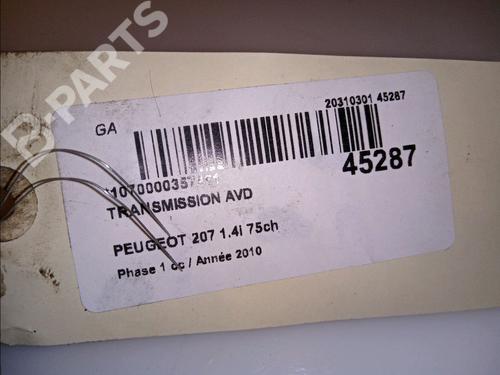 B-PARTS
GA
20310301 45287
45287
TRANSMISSION AVD
PEUGEOT 207 1.4i 75ch
Phase 1 cc / Année 2010